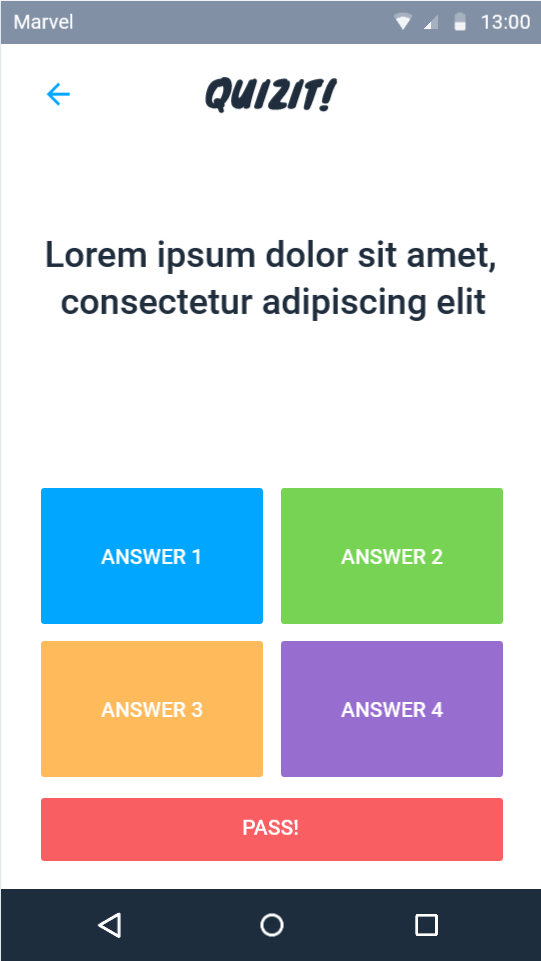 Marvel 13:00
QUIZIT!
Lorem ipsum dolor sit amet,
consectetur adipiscing elit
ANSWER 1 ANSWER 2
ANSWER 3 ANSWER 4
PASS!